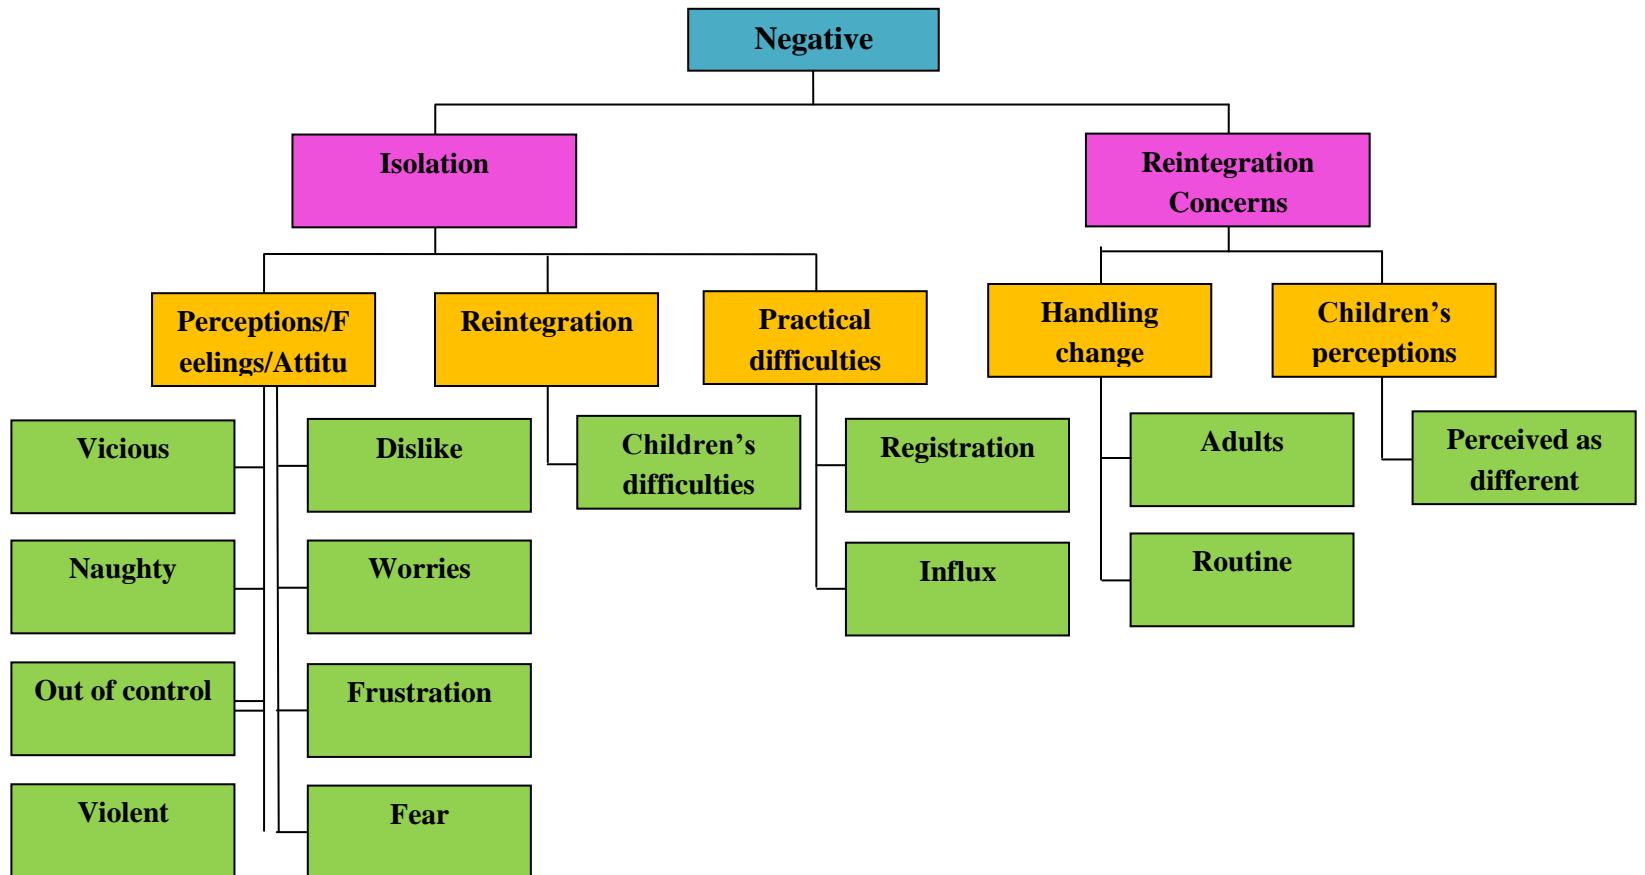 Negative
Isolation
Reintegration
Concerns
Perceptions/F
eelings/Attitu
Reintegration
Practical
difficulties
Handling
change
Children’s
perceptions
Vicious
Dislike
Children’s
difficulties
Registration
Adults
Perceived as
different
Naughty
Worries
Influx
Routine
Out of control
Frustration
Violent
Fear